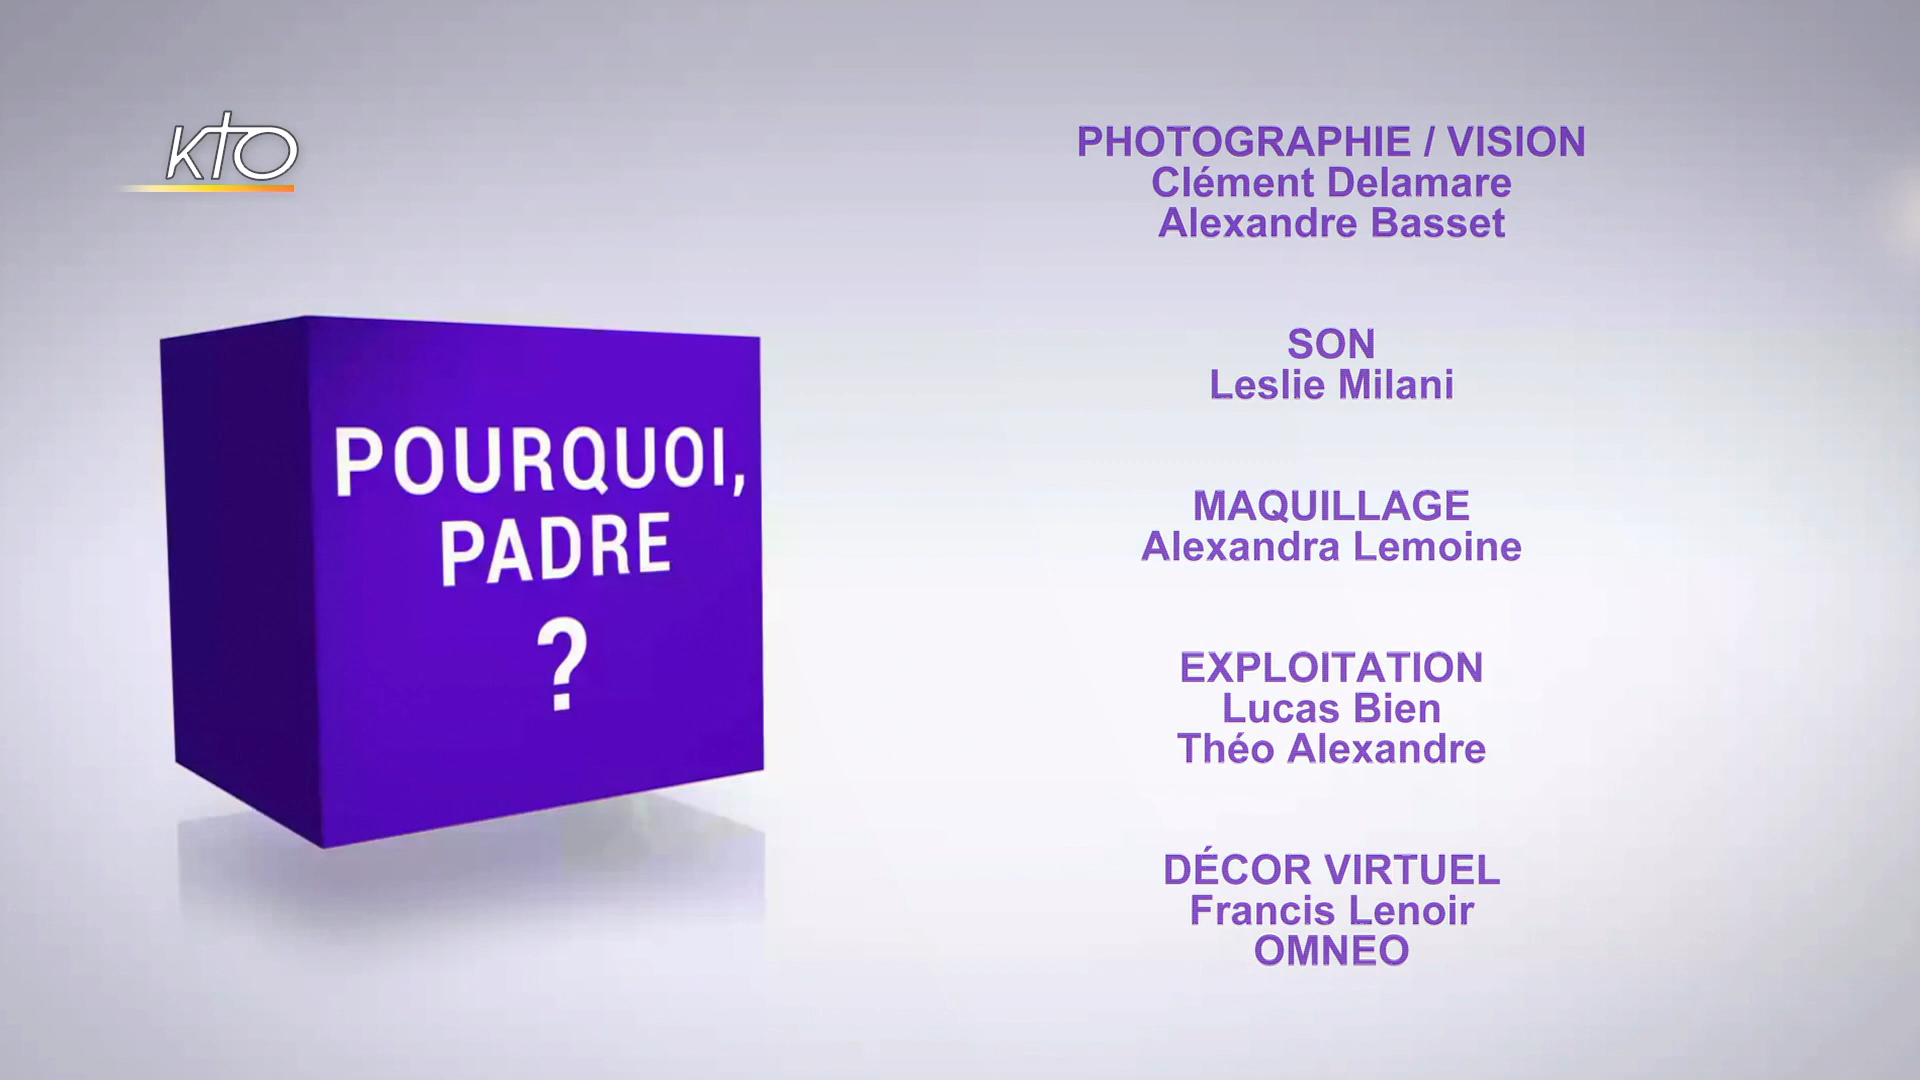 KTO
POURQUOI,
PADRE
?
PHOTOGRAPHIE / VISION
Clément Delamare
Alexandre Basset
SON
Leslie Milani
MAQUILLAGE
Alexandra Lemoine
EXPLOITATION
Lucas Bien
Théo Alexandre
DÉCOR VIRTUEL
Francis Lenoir
OMNEO